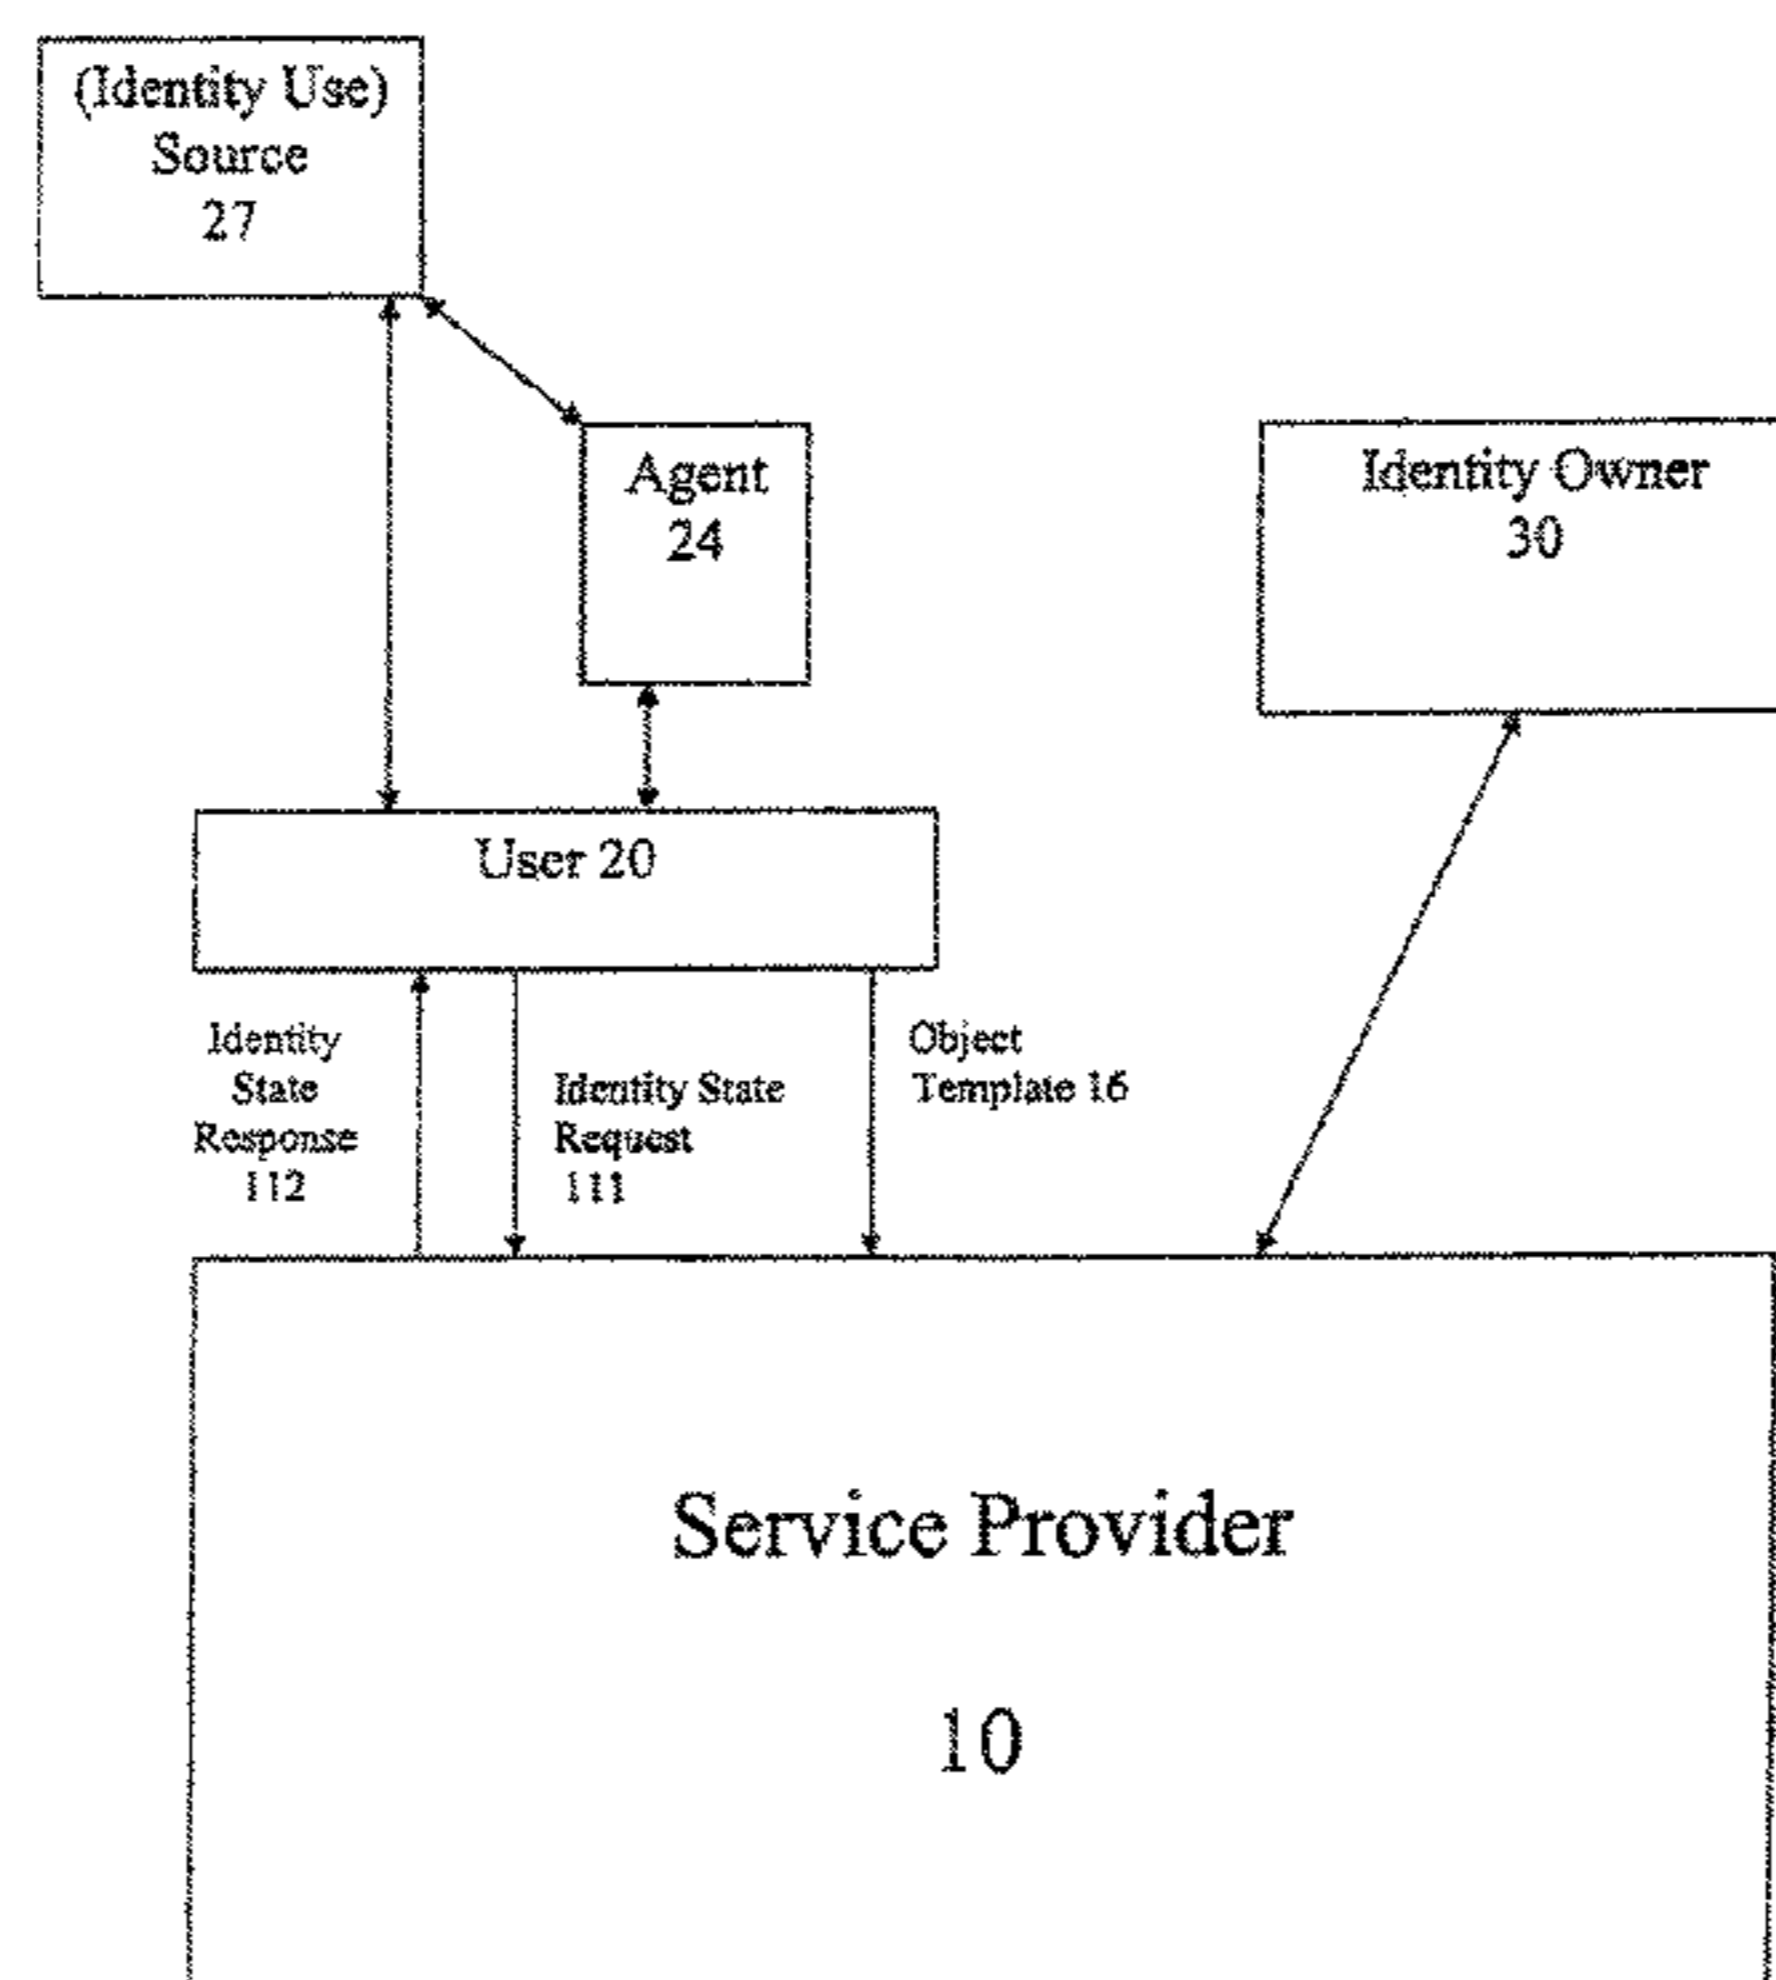 (Identity Use)
Source
27
Agent
24
Identity Owner
30
User 20
Identity
State
Response
112
Identity State
Request
111
Object
Template 16
Service Provider
10